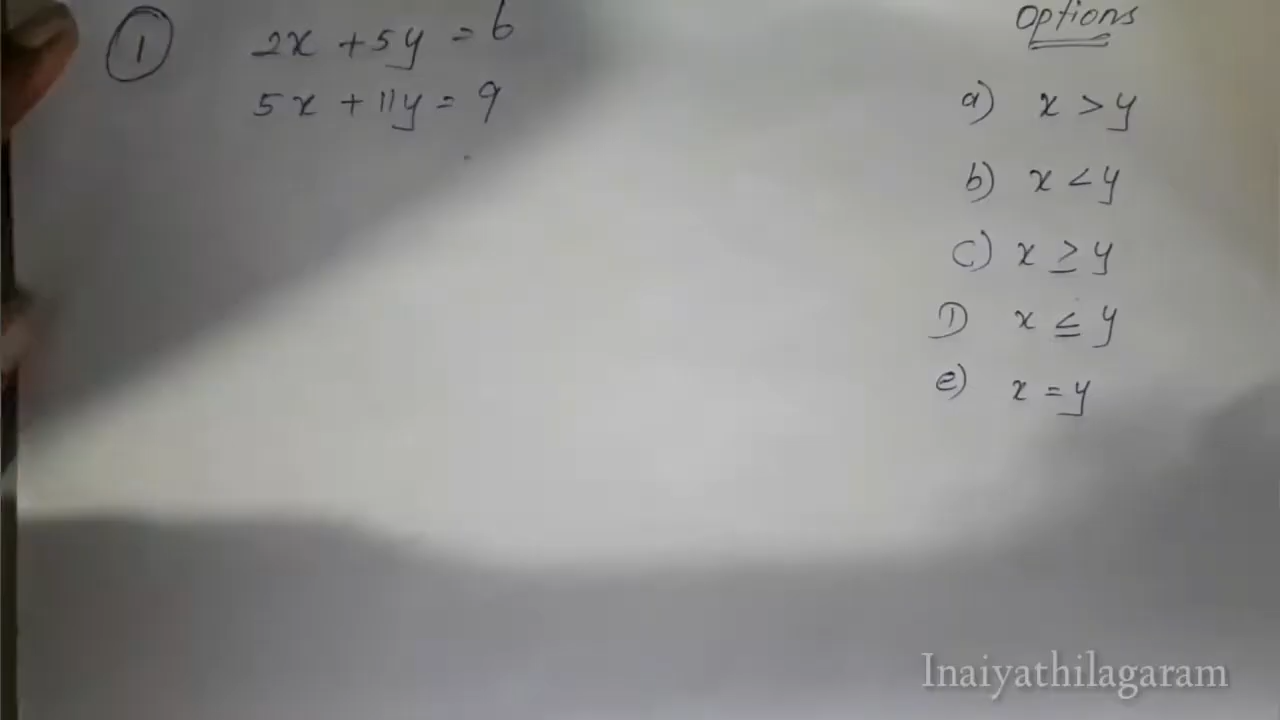 1 2x + 5y = 6
5x + 11y = 9
Options
a) x > y
b) x < y
C) x ≥ y
D x ≤ y
e) x = y
Inaiyathilagaram